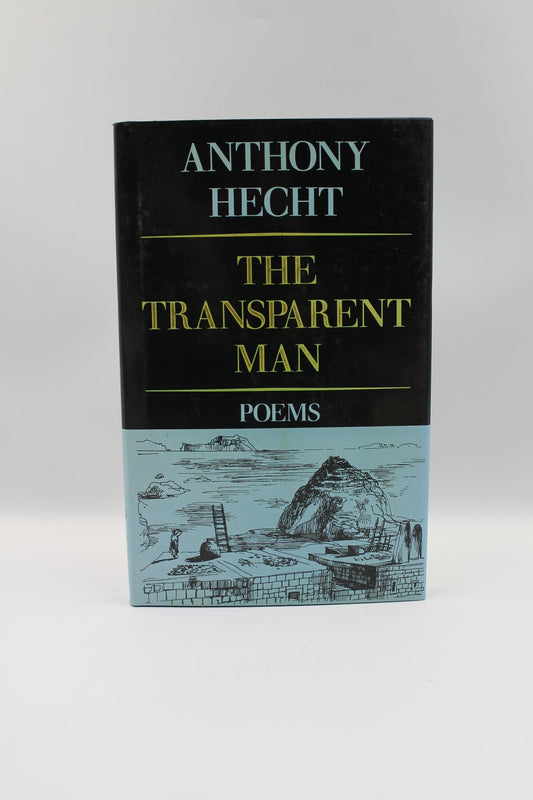 ANTHONY
HECHT
THE
TRANSPARENT
MAN
POEMS